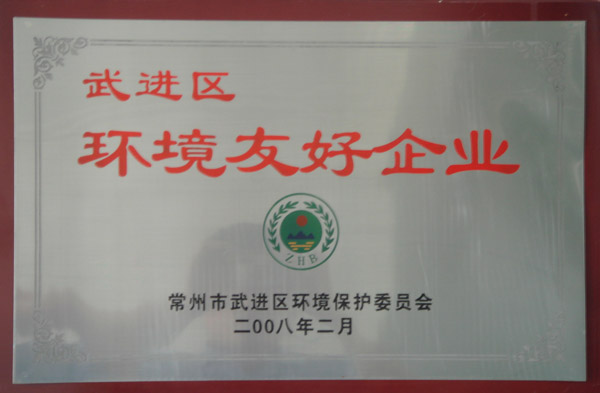 武进区
环境友好企业
ZHB
常州市武进区环境保护委员会
二00八年二月